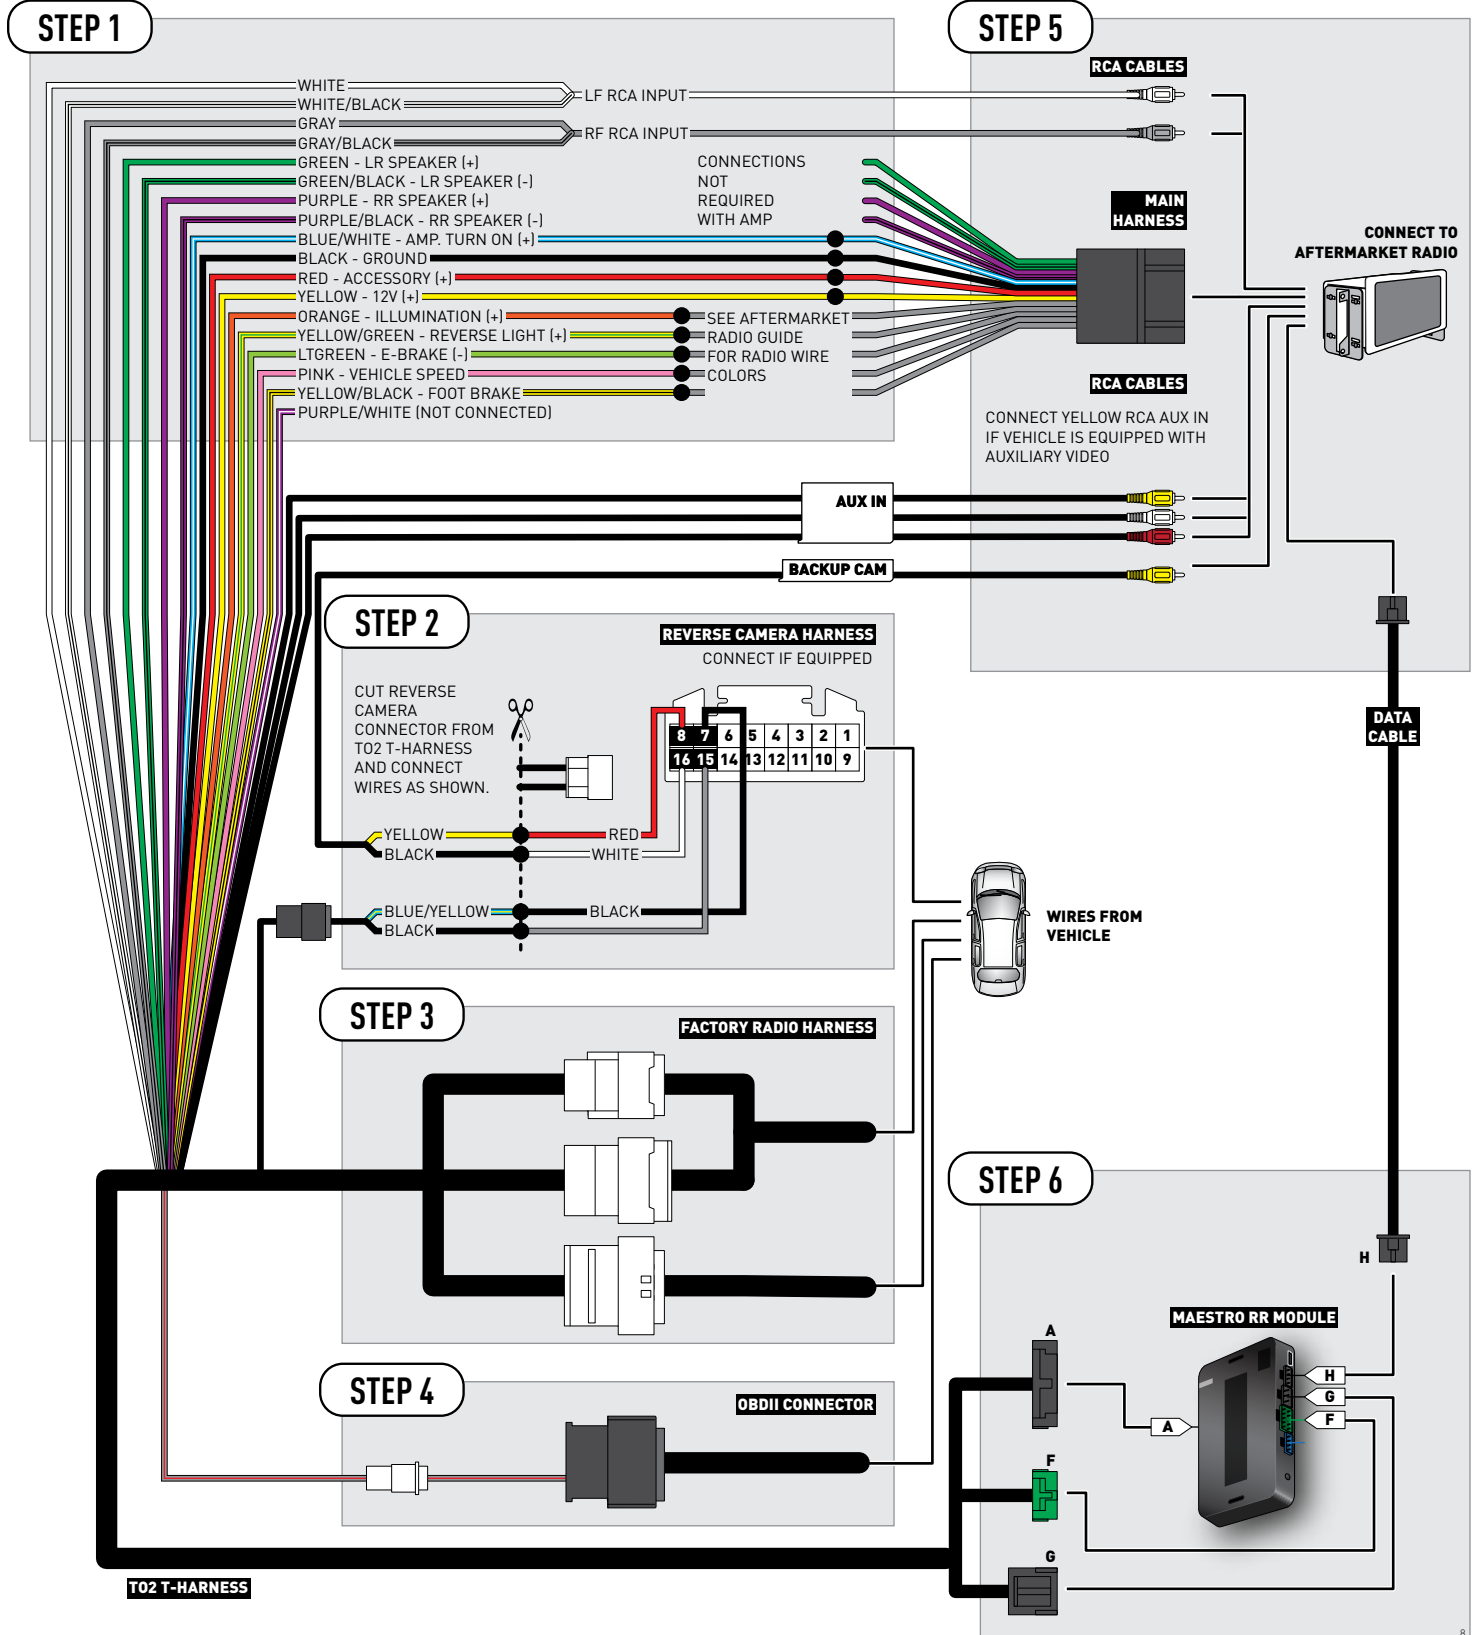 STEP 1
WHITE
WHITE/BLACK
LF RCA INPUT
GRAY
GRAY/BLACK
RF RCA INPUT
GREEN - LR SPEAKER (+)
GREEN/BLACK - LR SPEAKER (-)
PURPLE - RR SPEAKER (+)
PURPLE/BLACK - RR SPEAKER (-)
BLUE/WHITE - AMP. TURN ON (+)
BLACK - GROUND
RED - ACCESSORY (+)
YELLOW - 12V (+)
ORANGE - ILLUMINATION (+)
YELLOW/GREEN - REVERSE LIGHT (+)
LTGREEN - E-BRAKE (-)
PINK - VEHICLE SPEED
YELLOW/BLACK - FOOT BRAKE
PURPLE/WHITE (NOT CONNECTED)
CONNECTIONS
NOT
REQUIRED
WITH AMP
SEE AFTERMARKET
RADIO GUIDE
FOR RADIO WIRE
COLORS
STEP 5
RCA CABLES
MAIN
HARNESS
CONNECT TO
AFTERMARKET RADIO
RCA CABLES
CONNECT YELLOW RCA AUX IN
IF VEHICLE IS EQUIPPED WITH
AUXILIARY VIDEO
AUX IN
BACKUP CAM
DATA
CABLE
STEP 2
REVERSE CAMERA HARNESS
CONNECT IF EQUIPPED
CUT REVERSE
CAMERA
CONNECTOR FROM
TO2 T-HARNESS
AND CONNECT
WIRES AS SHOWN.
8 7 6 5 4 3 2 1
16 15 14 13 12 11 10 9
YELLOW
RED
BLACK
WHITE
BLUE/YELLOW
BLACK
BLACK
WIRES FROM
VEHICLE
STEP 3
FACTORY RADIO HARNESS
STEP 4
OBDII CONNECTOR
TO2 T-HARNESS
STEP 6
H
MAESTRO RR MODULE
A
H
G
F
A
F
G
8